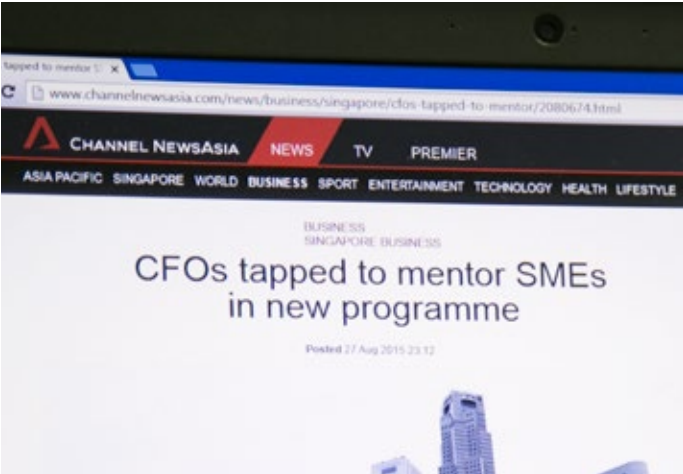 tapped to mentor S
www.channelnewsasia.com/news/business/singapore/cfos-tapped-to-mentor/2080674.html
CHANNEL NEWSASIA NEWS TV PREMIER
ASIA PACIFIC SINGAPORE WORLD BUSINESS SPORT ENTERTAINMENT TECHNOLOGY HEALTH LIFESTYLE
BUSINESS
SINGAPORE BUSINESS
CFOs tapped to mentor SMEs
in new programme
Posted 27 Aug 2015 23:12